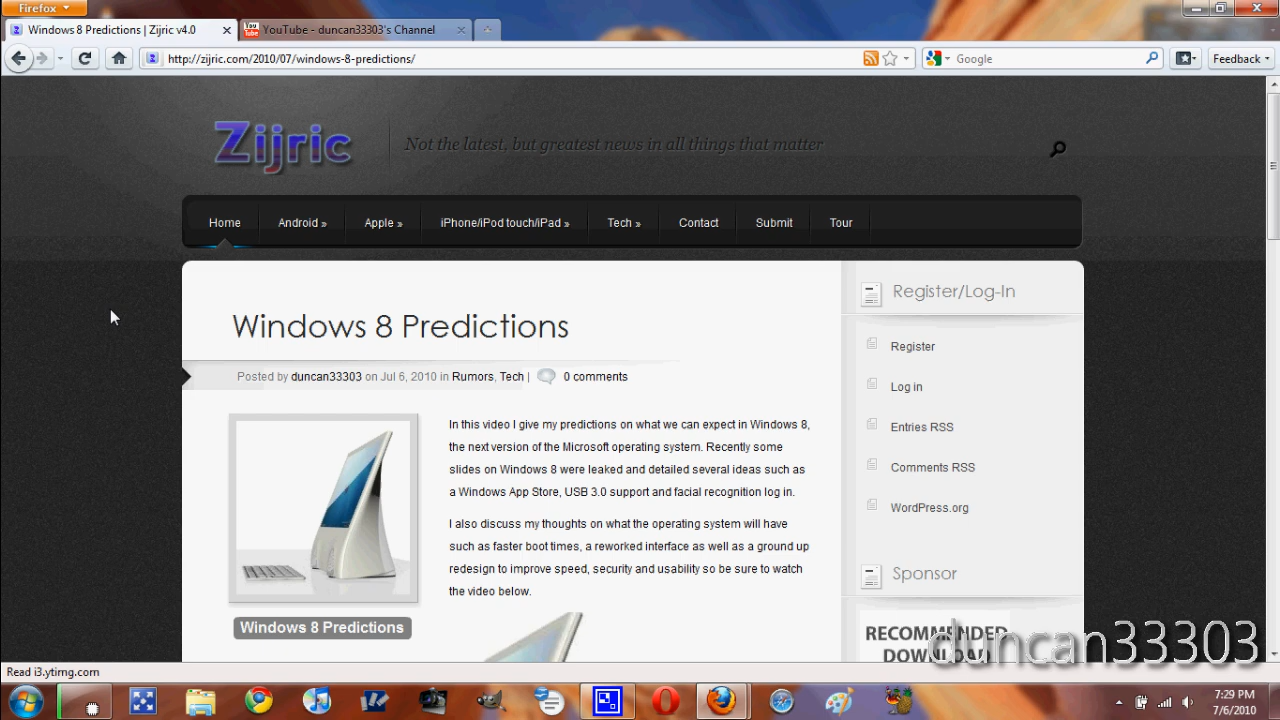 Firefox
Windows 8 Predictions | Zijric v4.0
YouTube - duncan33303's Channel
http://zijric.com/2010/07/windows-8-predictions/
Google
Feedback
Zijric
Not the latest, but greatest news in all things that matter
Home
Android »
Apple »
iPhone/iPod touch/iPad »
Tech »
Contact
Submit
Tour
Windows 8 Predictions
Posted by duncan33303 on Jul 6, 2010 in Rumors, Tech |
0 comments
In this video I give my predictions on what we can expect in Windows 8,
the next version of the Microsoft operating system. Recently some
slides on Windows 8 were leaked and detailed several ideas such as
a Windows App Store, USB 3.0 support and facial recognition log in.
I also discuss my thoughts on what the operating system will have
such as faster boot times, a reworked interface as well as a ground up
redesign to improve speed, security and usability so be sure to watch
the video below.
Windows 8 Predictions
Register/Log-In
Register
Log in
Entries RSS
Comments RSS
WordPress.org
Sponsor
RECOMMENDED
DOWNLOAD
duncan33303
Read i3.ytimg.com
7:29 PM
7/6/2010